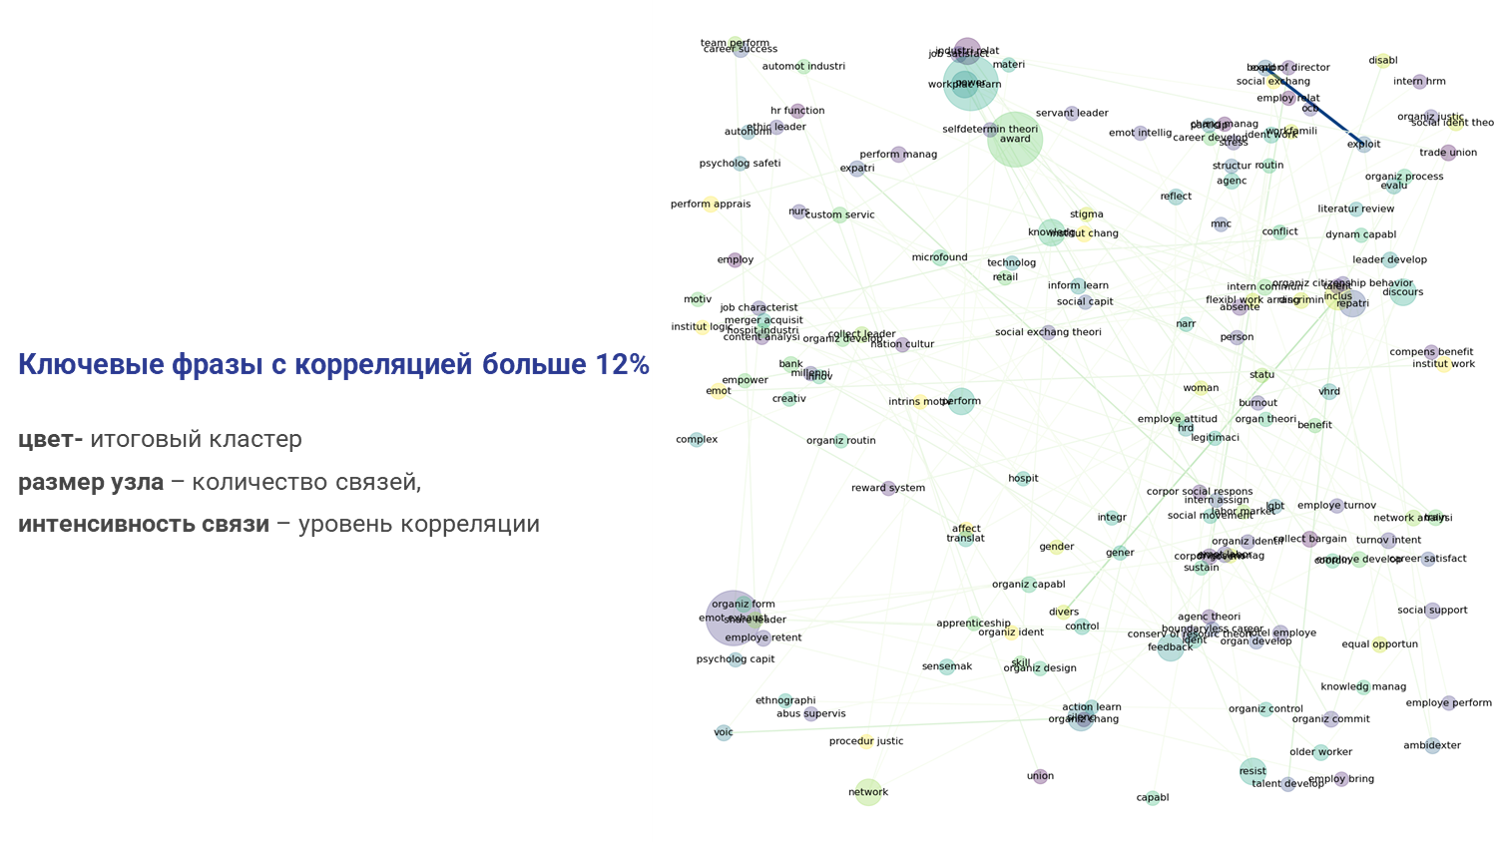 Ключевые фразы с корреляцией больше 12%
цвет- итоговый кластер
размер узла – количество связей,
интенсивность связи – уровень корреляции
team perform
career success
automot industri
industri relat
job satisfact
materi
power
workplac learn
board of director
disabl
social exchang
intern hrm
employ relat
ocb
hr function
servant leader
organiz justic
social ident theo
ethic leader
autonomi
selfdetermin theori
award
emot intellig
chang manag
career develop
ident work
workfamili
stress
exploit
trade union
perform manag
psycholog safeti
expatri
structur
routin
agenc
organiz process
evalu
reflect
perform apprais
nurs
custom servic
stigma
literatur review
knowledg
institut chang
mnc
conflict
dynam capabl
employ
microfound
technolog
retail
leader develop
inform learn
social capit
intern commun
organiz citizenship behavior
talent
discours
motiv
flexibl work arrang
discrimin
inclus
repatri
absente
job characterist
merger acquisit
institut logic
hospit industri
content analysi
collect leader
organiz develop
nation cultur
social exchang theori
narr
person
compens benefit
institut work
bank
millenni
innov
empower
emot
creativ
statu
woman
vhrd
intrins motiv
perform
burnout
employe attitud
organ theori
hrd
benefit
legitimaci
complex
organiz routin
reward system
hospit
corpor social respons
intern assign
lgbt
employe turnov
labor market
social movement
integr
network analysi
affect
translat
gender
gener
organiz identif
collect bargain
turnov intent
employe develop
career satisfact
sustain
organiz capabl
organiz form
emot exhaust
share leader
employe retent
psycholog capit
apprenticeship
divers
organiz ident
control
agenc theori
boundaryless career
conserv of resourc theori
hotel employe
ident
organ develop
feedback
social support
equal opportun
sensemak
skill
organiz design
knowledg manag
ethnographi
abus supervis
action learn
organiz chang
organiz control
organiz commit
employe perform
voic
procedur justic
older worker
ambidexter
union
resist
talent develop
employ bring
network
capabl